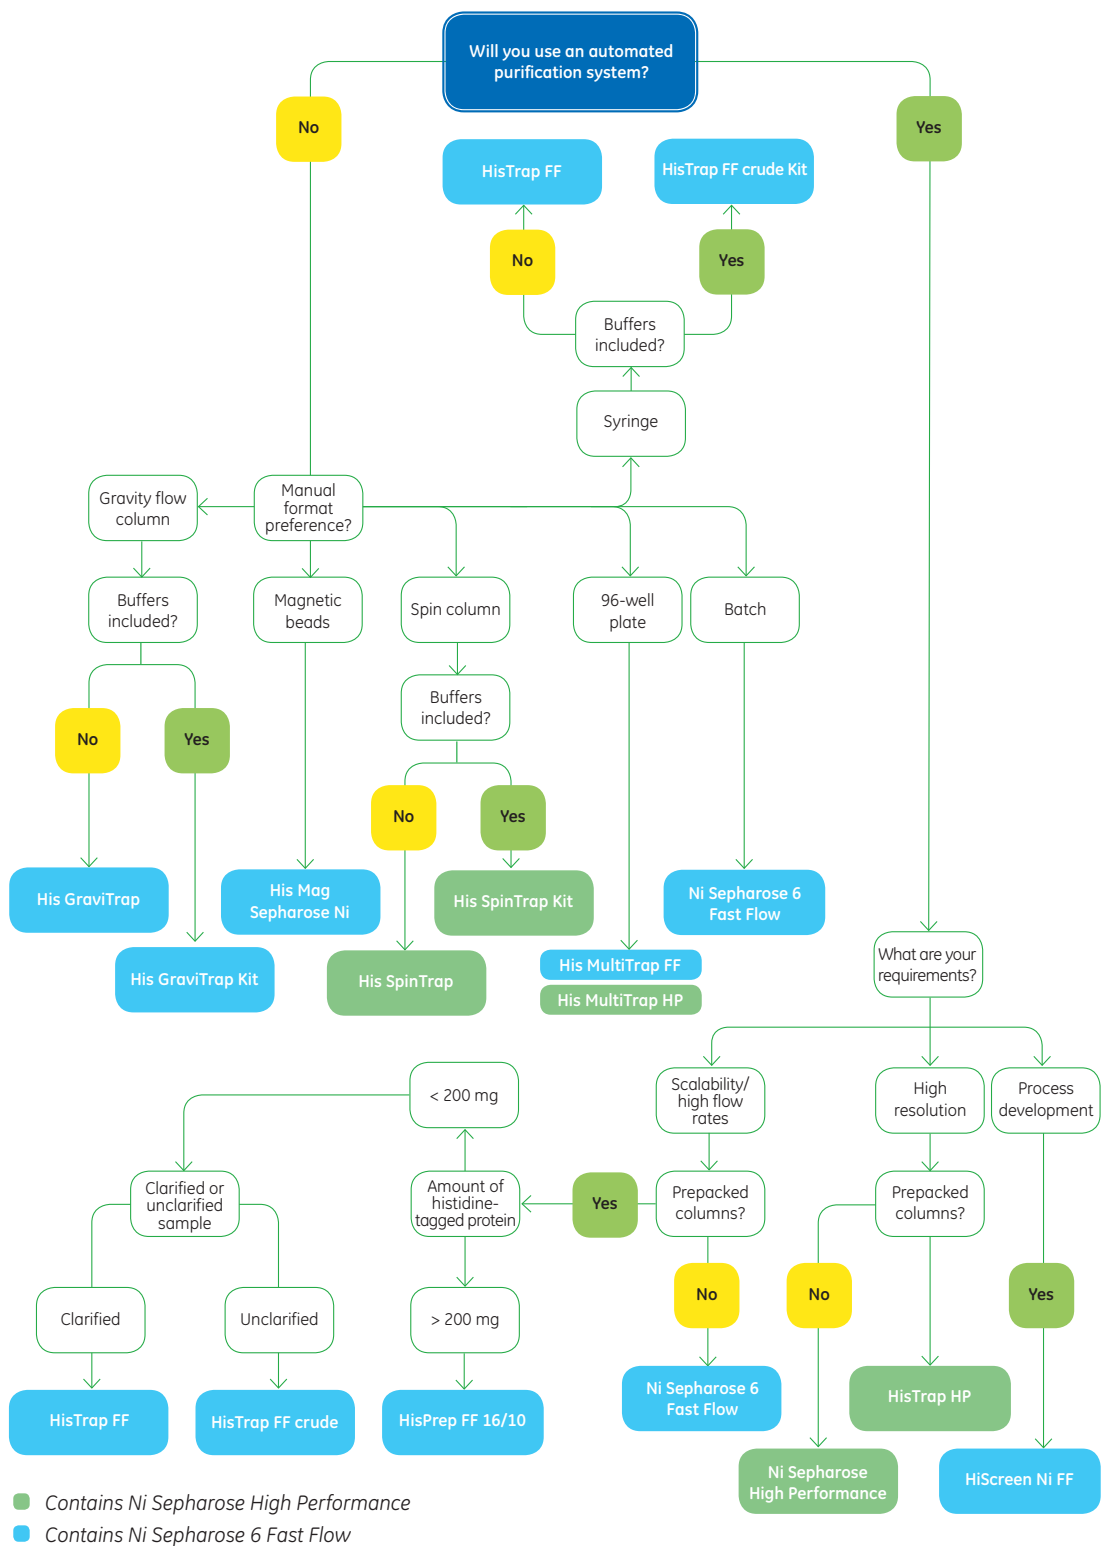 Will you use an automated
purification system?
No
Yes
HisTrap FF
HisTrap FF crude Kit
No
Yes
Buffers
included?
Syringe
Gravity flow
column
Manual
format
preference?
Buffers
included?
Magnetic
beads
Spin column
96-well
plate
Batch
Buffers
included?
No
Yes
No
Yes
His GraviTrap
His Mag
Sepharose Ni
His SpinTrap Kit
Ni Sepharose 6
Fast Flow
His GraviTrap Kit
His SpinTrap
His MultiTrap FF
His MultiTrap HP
What are your
requirements?
< 200 mg
Scalability/
high flow
rates
High
resolution
Process
development
Clarified or
unclarified
sample
Amount of
histidine-
tagged protein
Yes
Prepacked
columns?
Prepacked
columns?
Clarified
Unclarified
> 200 mg
No
No
Yes
HisTrap FF
HisTrap FF crude
HisPrep FF 16/10
Ni Sepharose 6
Fast Flow
HisTrap HP
Ni Sepharose
High Performance
HiScreen Ni FF
Contains Ni Sepharose High Performance
Contains Ni Sepharose 6 Fast Flow